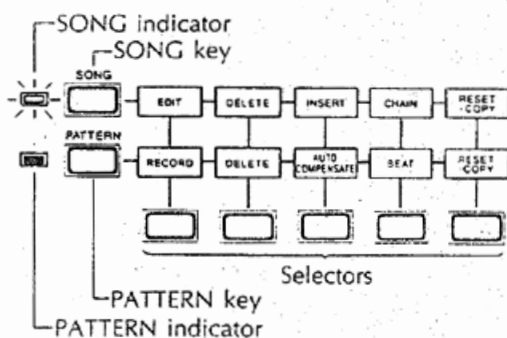 SONG indicator
SONG key
SONG
EDIT
DELETE
INSERT
CHAIN
RESET
·COPY
PATTERN
RECORD
DELETE
AUTO
COMPENSATE
BEAT
RESET
·COPY
Selectors
PATTERN key
PATTERN indicator